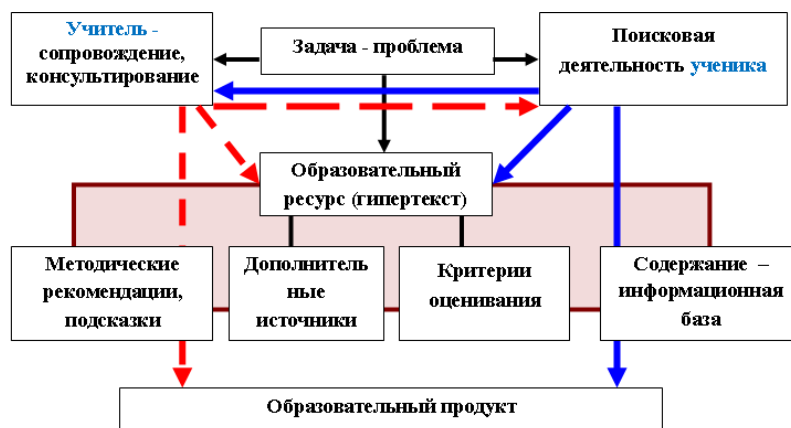 Учитель -
сопровождение,
консультирование
Задача - проблема
Поисковая
деятельность ученика
Образовательный
ресурс (гипертекст)
Методические
рекомендации,
подсказки
Дополнитель
ные
источники
Критерии
оценивания
Содержание –
информационная
база
Образовательный продукт